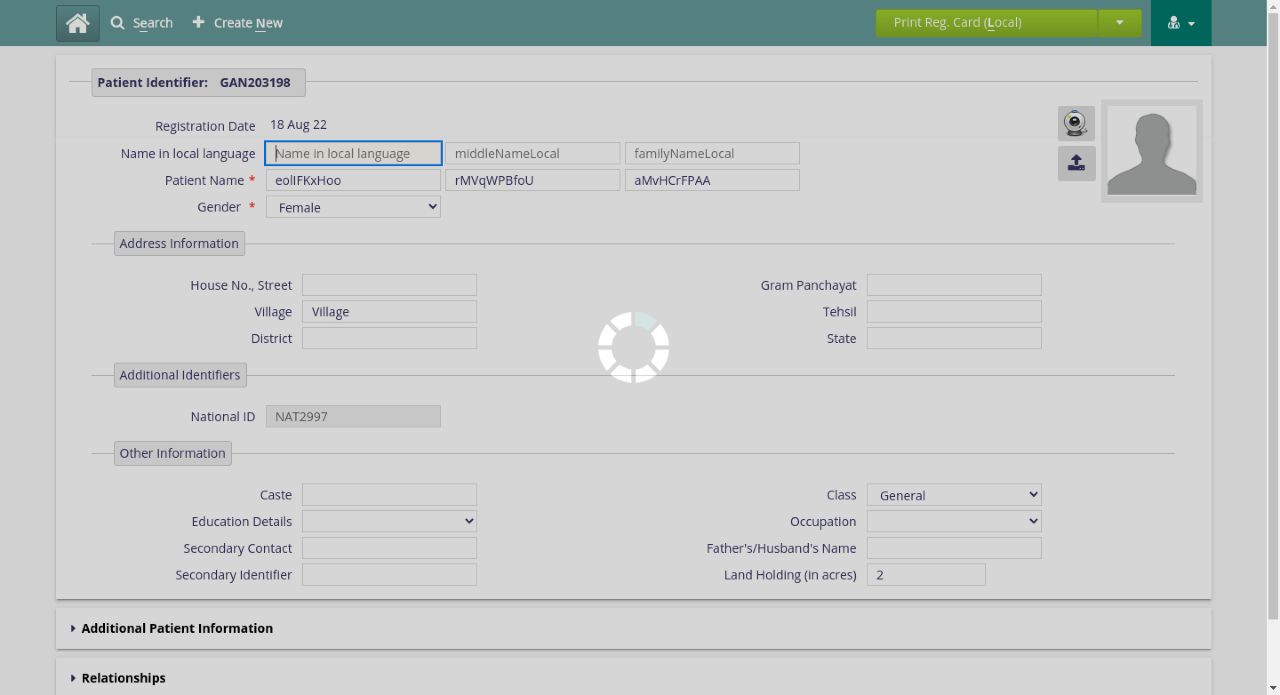 Search Create New Print Reg. Card (Local)
Patient Identifier: GAN203198
Registration Date 18 Aug 22
Name in local language Name in local language middleNameLocal familyNameLocal
Patient Name * eolIFKxHoo rMVqWPBfoU aMvHCrFPAA
Gender * Female
Address Information
House No., Street Gram Panchayat
Village Village Tehsil
District State
Additional Identifiers
National ID NAT2997
Other Information
Caste Class General
Education Details Occupation
Secondary Contact Father's/Husband's Name
Secondary Identifier Land Holding (in acres) 2
Additional Patient Information
Relationships